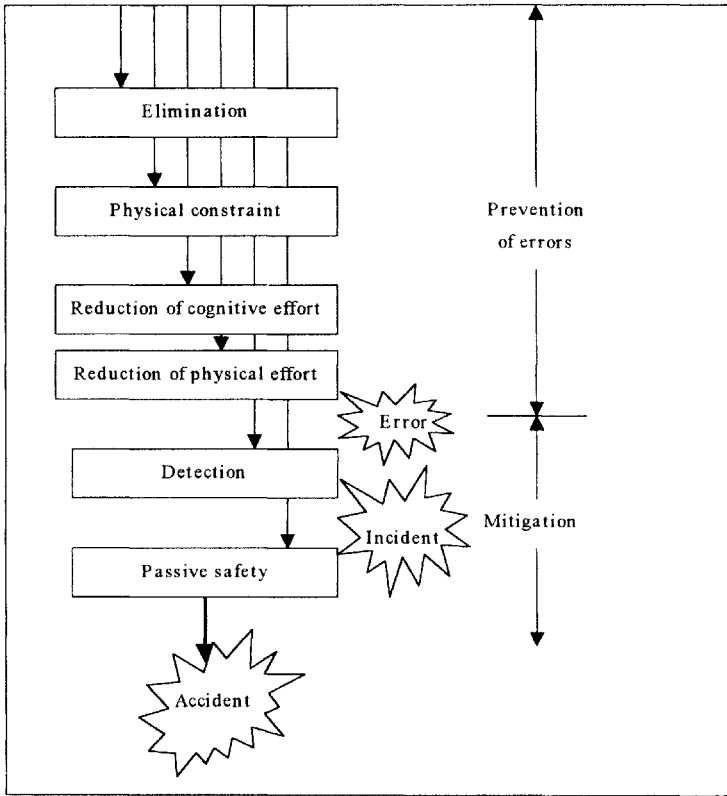 Elimination
Physical constraint
Prevention
of errors
Reduction of cognitive effort
Reduction of physical effort
Error
Detection
Mitigation
Incident
Passive safety
Accident